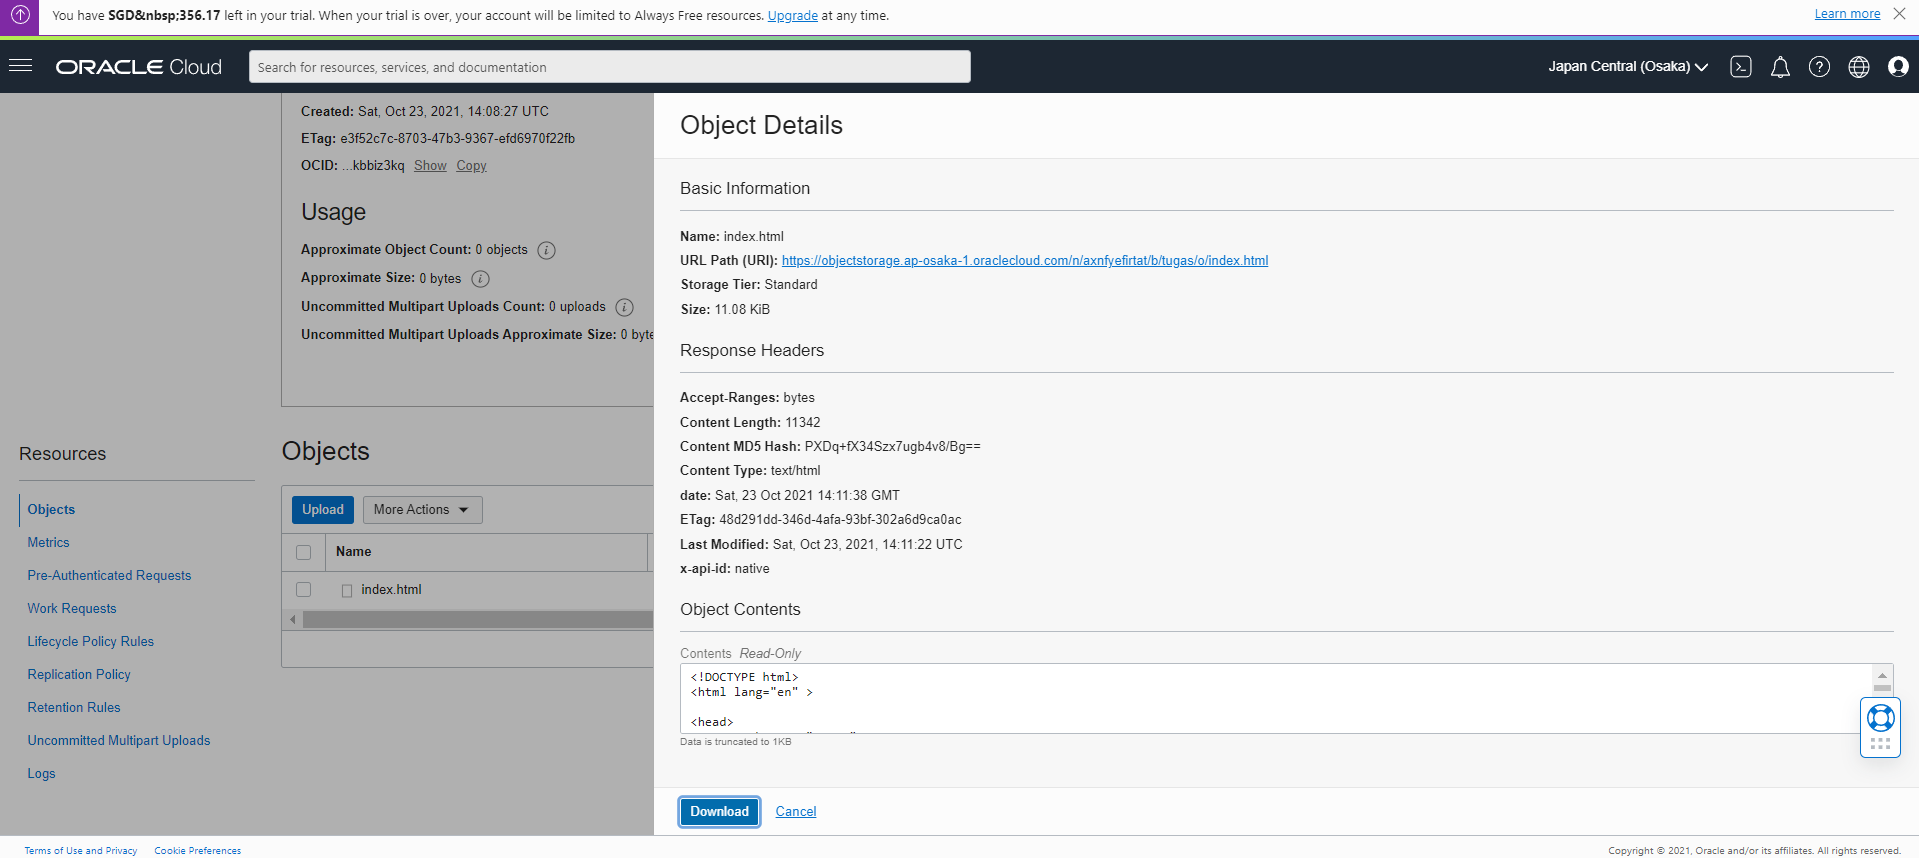 You have SGD&nbsp;356.17 left in your trial. When your trial is over, your account will be limited to Always Free resources. Upgrade at any time.
Learn more
ORACLE Cloud
Search for resources, services, and documentation
Japan Central (Osaka)
Created: Sat, Oct 23, 2021, 14:08:27 UTC
ETag: e3f52c7c-8703-47b3-9367-efd6970f22fb
OCID: ...kbbiz3kq Show Copy
Usage
Approximate Object Count: 0 objects
Approximate Size: 0 bytes
Uncommitted Multipart Uploads Count: 0 uploads
Uncommitted Multipart Uploads Approximate Size: 0 byte
Resources
Objects
Metrics
Pre-Authenticated Requests
Work Requests
Lifecycle Policy Rules
Replication Policy
Retention Rules
Uncommitted Multipart Uploads
Logs
Objects
Upload
More Actions
Name
index.html
Object Details
Basic Information
Name: index.html
URL Path (URI): https://objectstorage.ap-osaka-1.oraclecloud.com/n/axnfyefirtat/b/tugas/o/index.html
Storage Tier: Standard
Size: 11.08 KiB
Response Headers
Accept-Ranges: bytes
Content Length: 11342
Content MD5 Hash: PXDq+fX34Szx7ugb4v8/Bg==
Content Type: text/html
date: Sat, 23 Oct 2021 14:11:38 GMT
ETag: 48d291dd-346d-4afa-93bf-302a6d9ca0ac
Last Modified: Sat, Oct 23, 2021, 14:11:22 UTC
x-api-id: native
Object Contents
Contents Read-Only
<!DOCTYPE html>
<html lang="en" >
<head>
Data is truncated to 1KB
Download
Cancel
Terms of Use and Privacy
Cookie Preferences
Copyright © 2021, Oracle and/or its affiliates. All rights reserved.